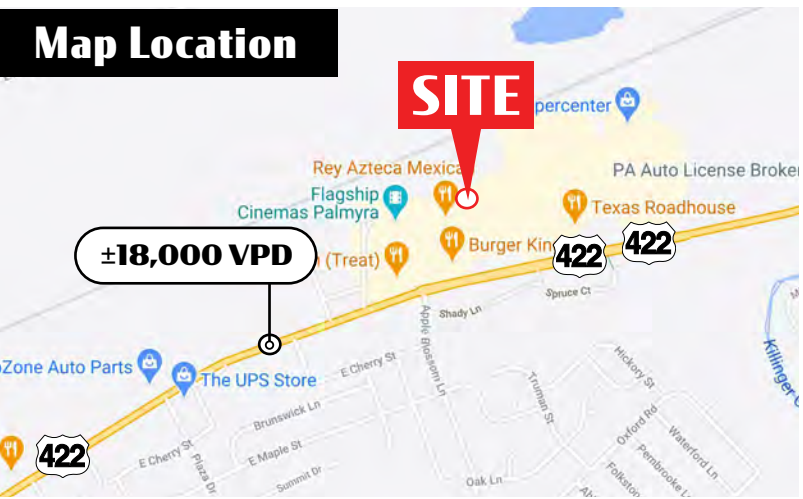 Map Location
SITE
percenter
Rey Azteca Mexica
PA Auto License Broker
Flagship
Cinemas Palmyra
Texas Roadhouse
±18,000 VPD
(Treat)
Burger Kin
422
422
Spruce Ct
Shady Ln
Apple Blossom Ln
Zone Auto Parts
The UPS Store
E Cherry St
Hickory St
Killinger
Truman St
Brunswick Ln
Oxford Rd
Waterford Ln
E Maple St
422
E Cherry St
Plaza Dr
Pembrooke Ln
Summit Dr
Oak Ln
Folkston